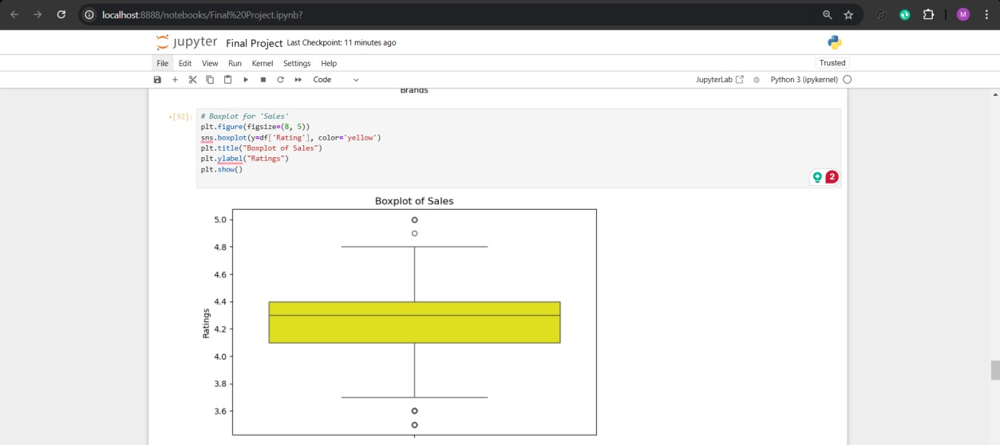 localhost:8888/notebooks/Final%20Project.ipynb?
M
jupyter Final Project Last Checkpoint: 11 minutes ago
File Edit View Run Kernel Settings Help
Trusted
Code
JupyterLab
Python 3 (ipykernel)
Brands
•[92]:
# Boxplot for 'Sales'
plt.figure(figsize=(8, 5))
sns.boxplot(y=df['Rating'], color='yellow')
plt.title("Boxplot of Sales")
plt.ylabel("Ratings")
plt.show()
2
Boxplot of Sales
5.0
4.8
4.6
4.4
4.2
4.0
3.8
3.6
Ratings